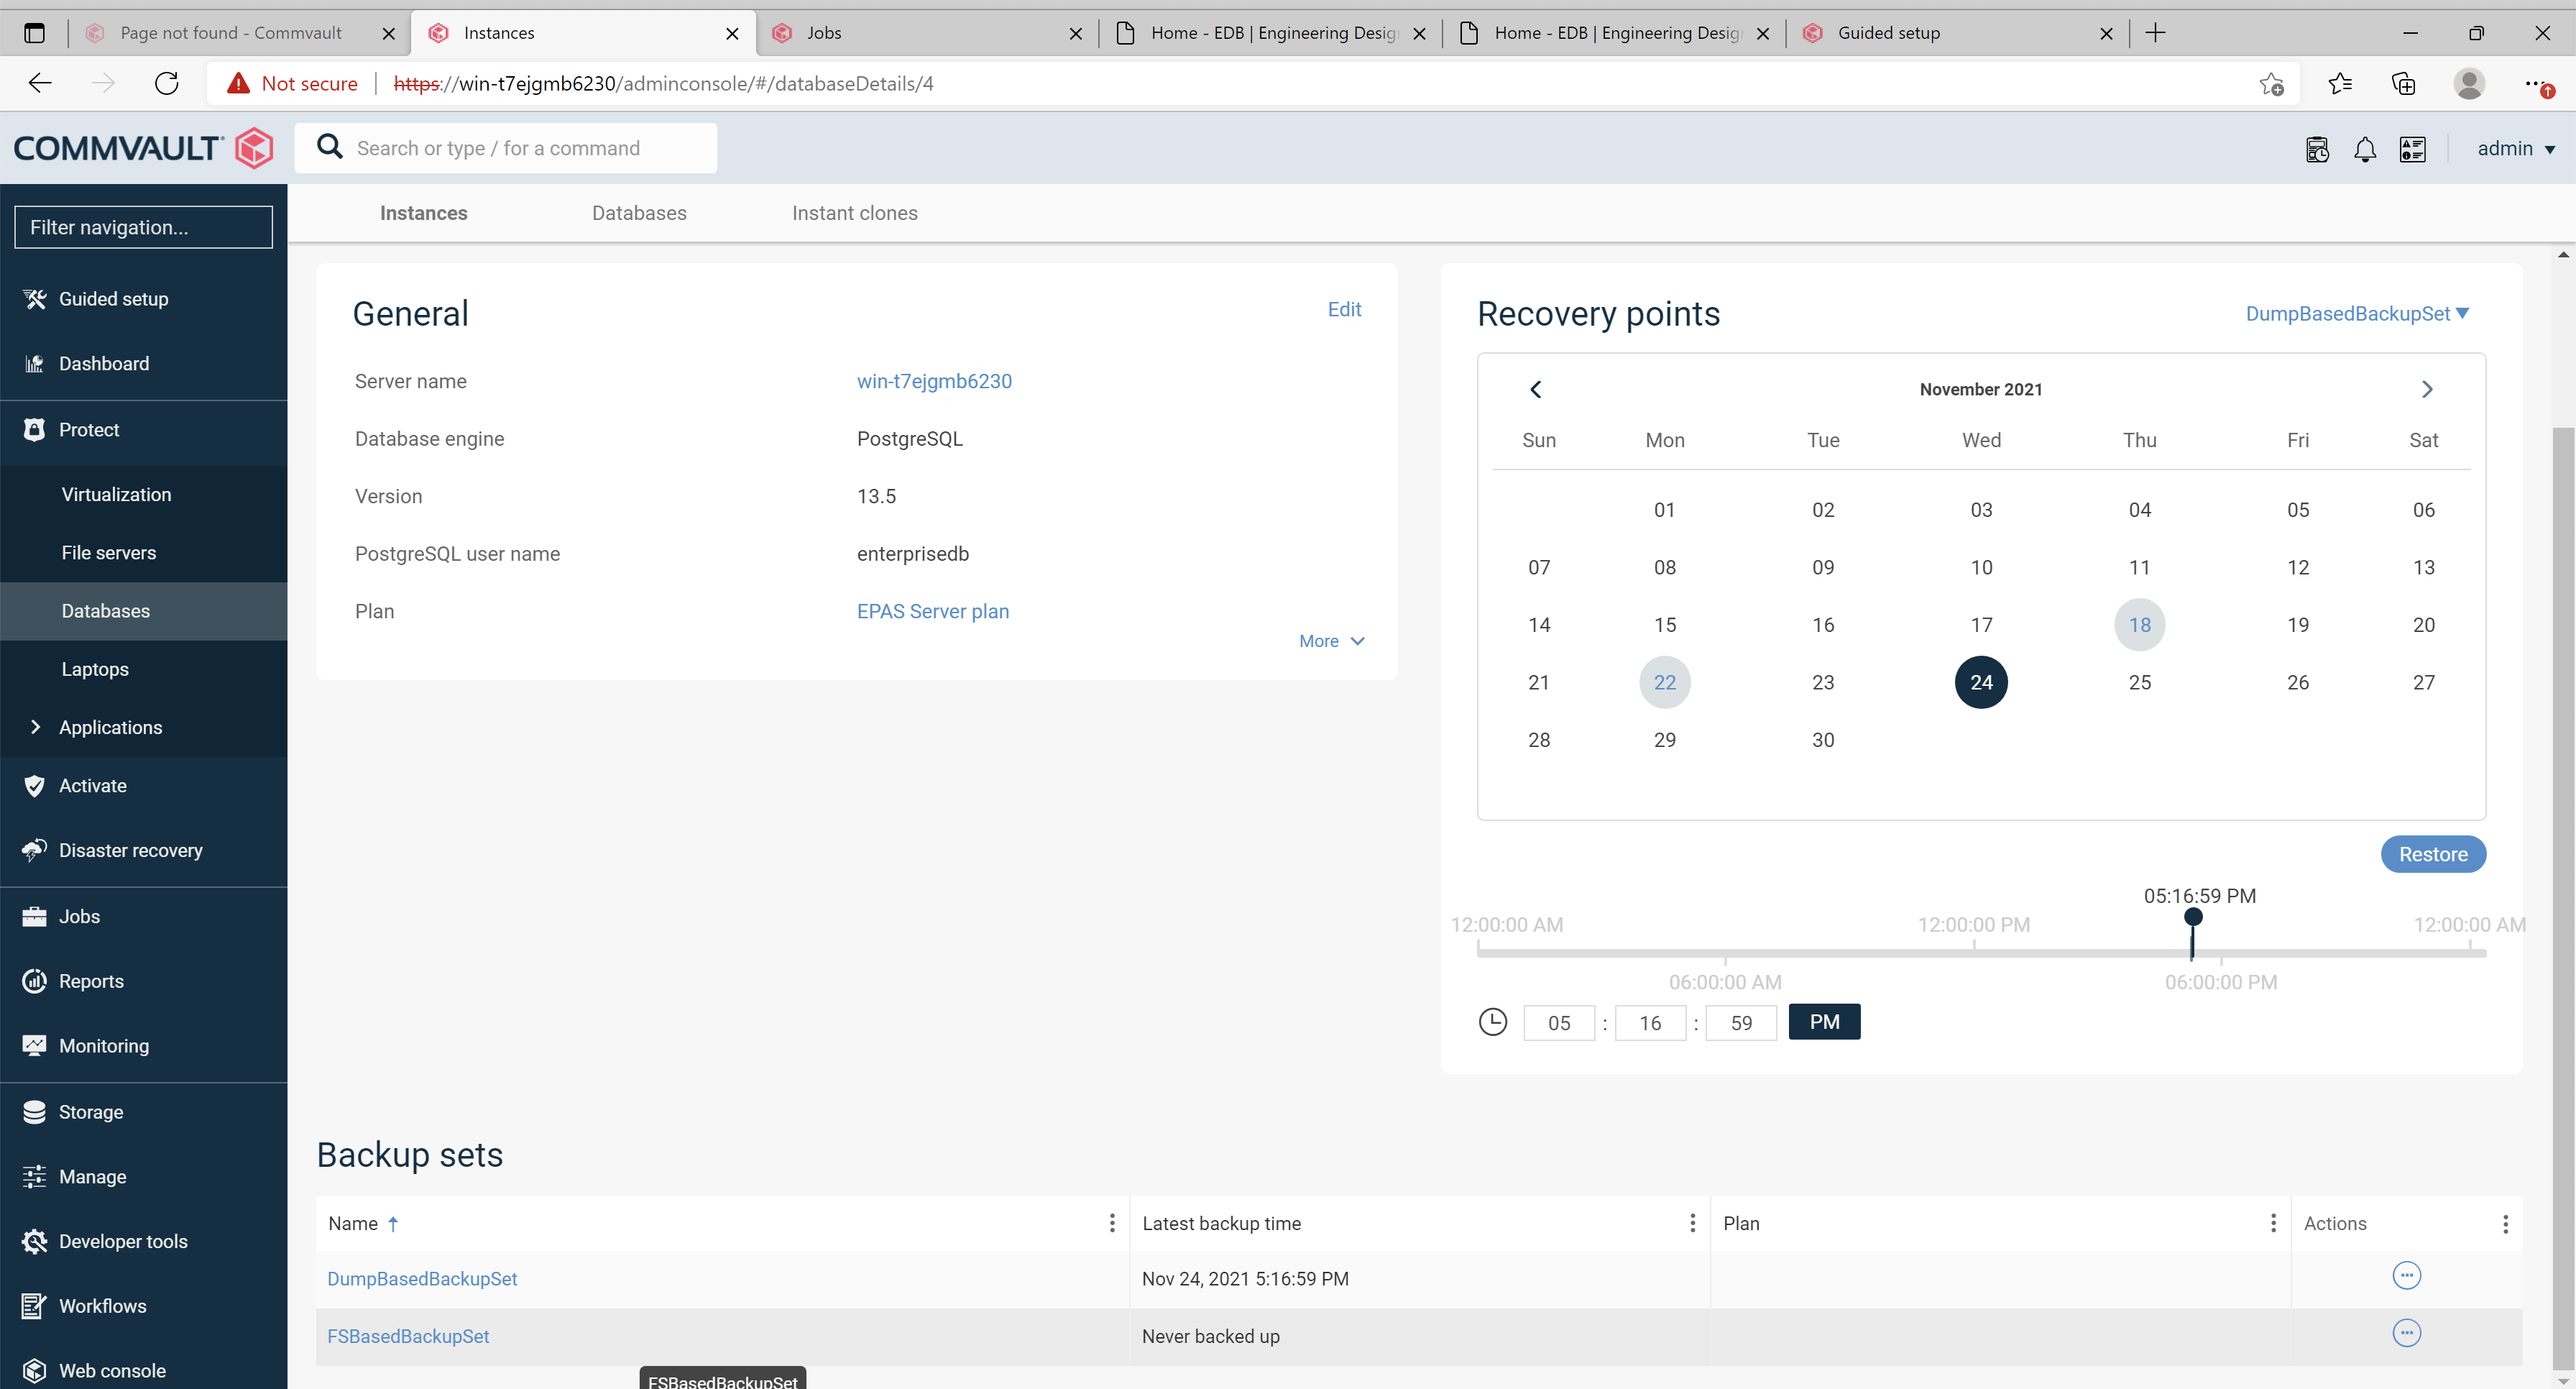 Page not found - Commvault
Instances
Jobs
Home - EDB | Engineering Desig
Home - EDB | Engineering Desig
Guided setup
Not secure
https://win-t7ejgmb6230/adminconsole/#/databaseDetails/4
COMMVAULT
Search or type / for a command
admin
Filter navigation...
Instances
Databases
Instant clones
Guided setup
Dashboard
Protect
Virtualization
File servers
Databases
Laptops
Applications
Activate
Disaster recovery
Jobs
Reports
Monitoring
Storage
Manage
Developer tools
Workflows
Web console
General
Edit
Server name win-t7ejgmb6230
Database engine PostgreSQL
Version 13.5
PostgreSQL user name enterprisedb
Plan EPAS Server plan
More
Recovery points
DumpBasedBackupSet
November 2021
Sun Mon Tue Wed Thu Fri Sat
01 02 03 04 05 06
07 08 09 10 11 12 13
14 15 16 17 18 19 20
21 22 23 24 25 26 27
28 29 30
Restore
05:16:59 PM
12:00:00 AM 12:00:00 PM 12:00:00 AM
06:00:00 AM 06:00:00 PM
05 : 16 : 59 PM
Backup sets
Name Latest backup time Plan Actions
DumpBasedBackupSet Nov 24, 2021 5:16:59 PM
FSBasedBackupSet Never backed up
FSBasedBackupSet